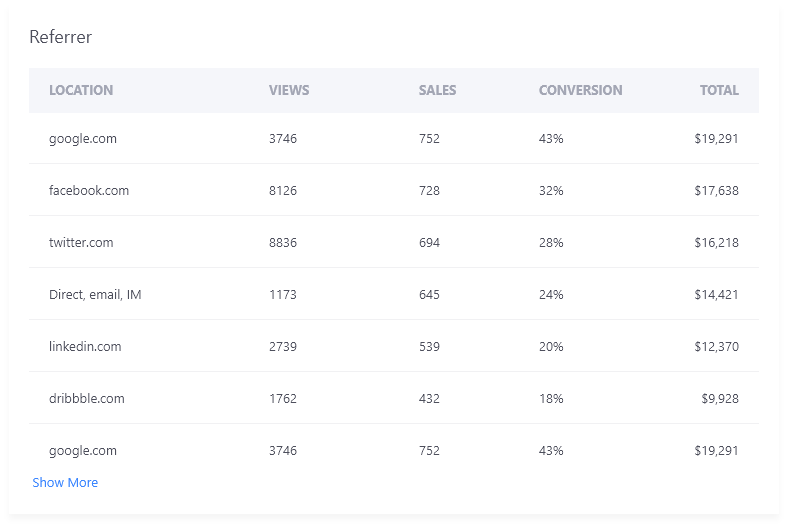 Referrer
LOCATION VIEWS SALES CONVERSION TOTAL
google.com 3746 752 43% $19,291
facebook.com 8126 728 32% $17,638
twitter.com 8836 694 28% $16,218
Direct, email, IM 1173 645 24% $14,421
linkedin.com 2739 539 20% $12,370
dribbble.com 1762 432 18% $9,928
google.com 3746 752 43% $19,291
Show More